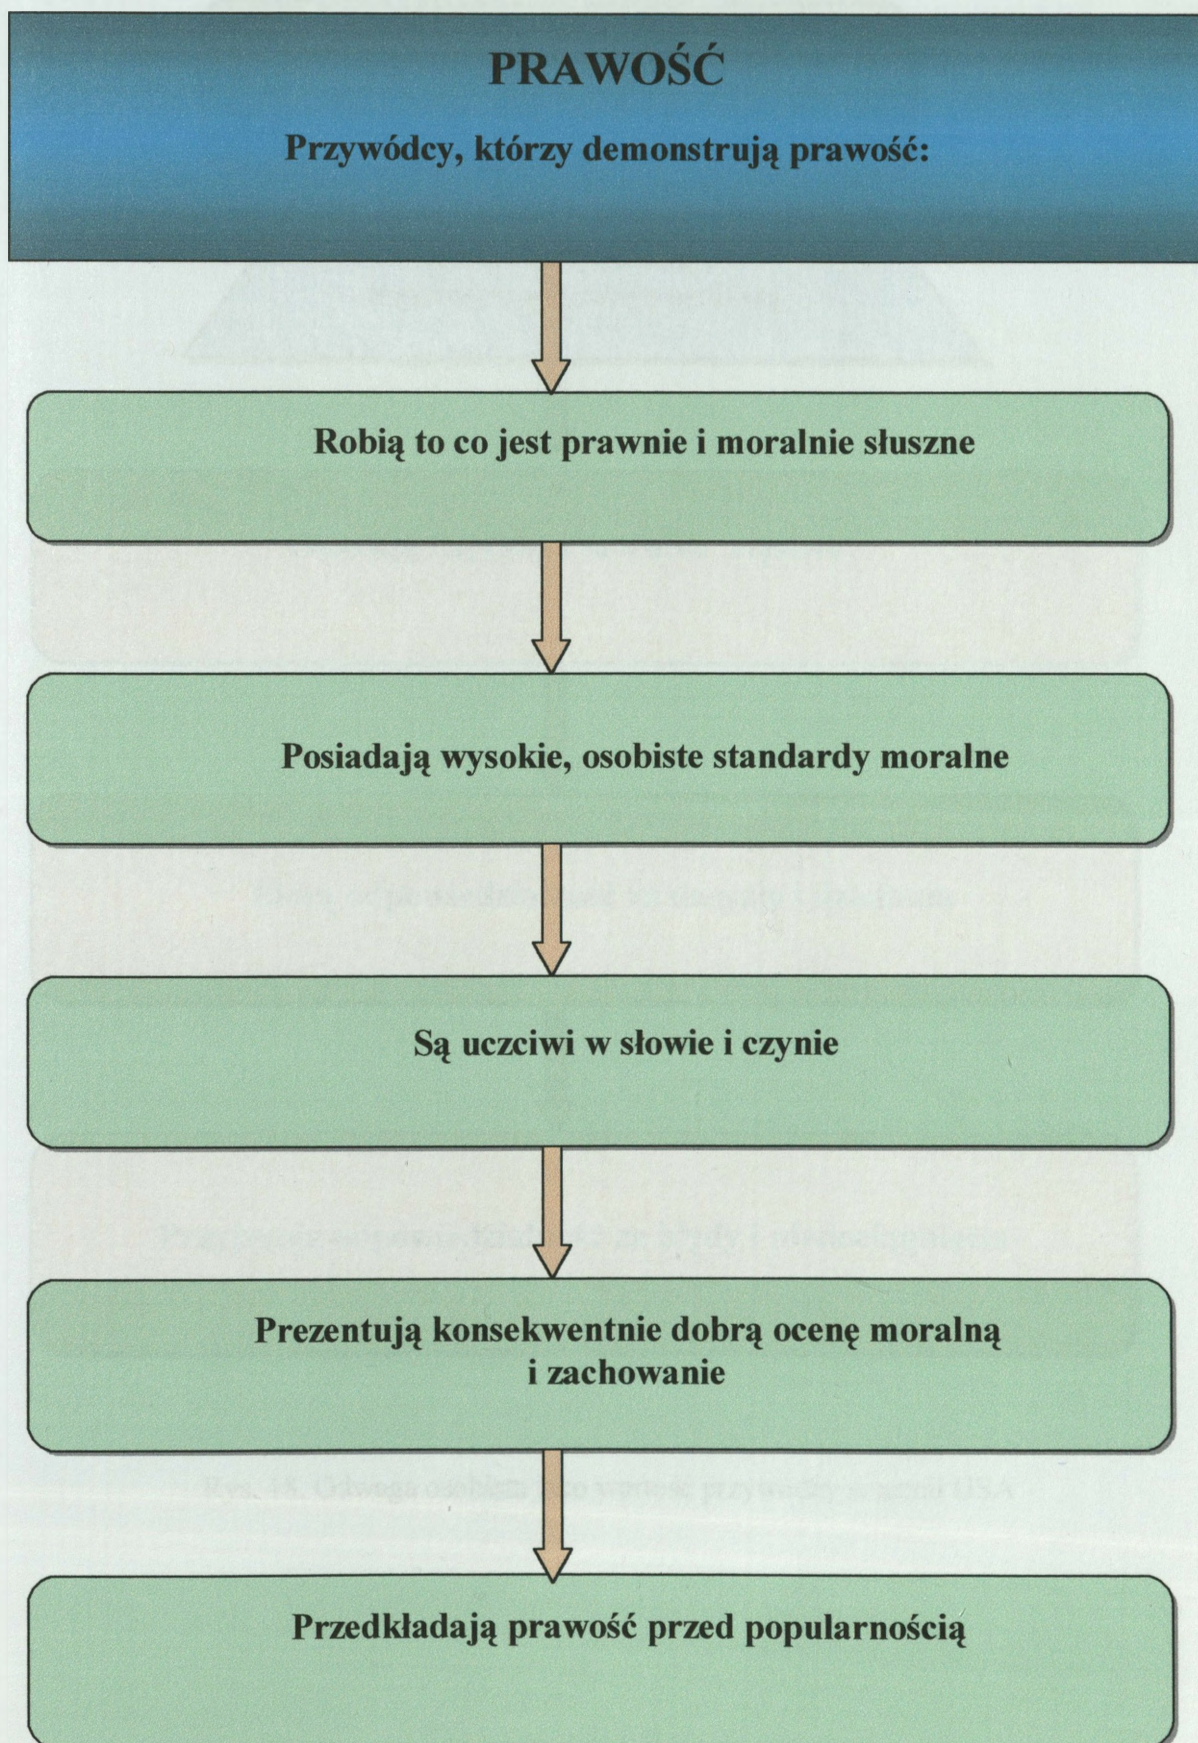 PRAWOŚĆ
Przywódcy, którzy demonstrują prawość:
Robią to co jest prawnie i moralnie słuszne
Posiadają wysokie, osobiste standardy moralne
Są uczciwi w słowie i czynie
Prezentują konsekwentnie dobrą ocenę moralną
i zachowanie
Przedkładają prawość przed popularnością